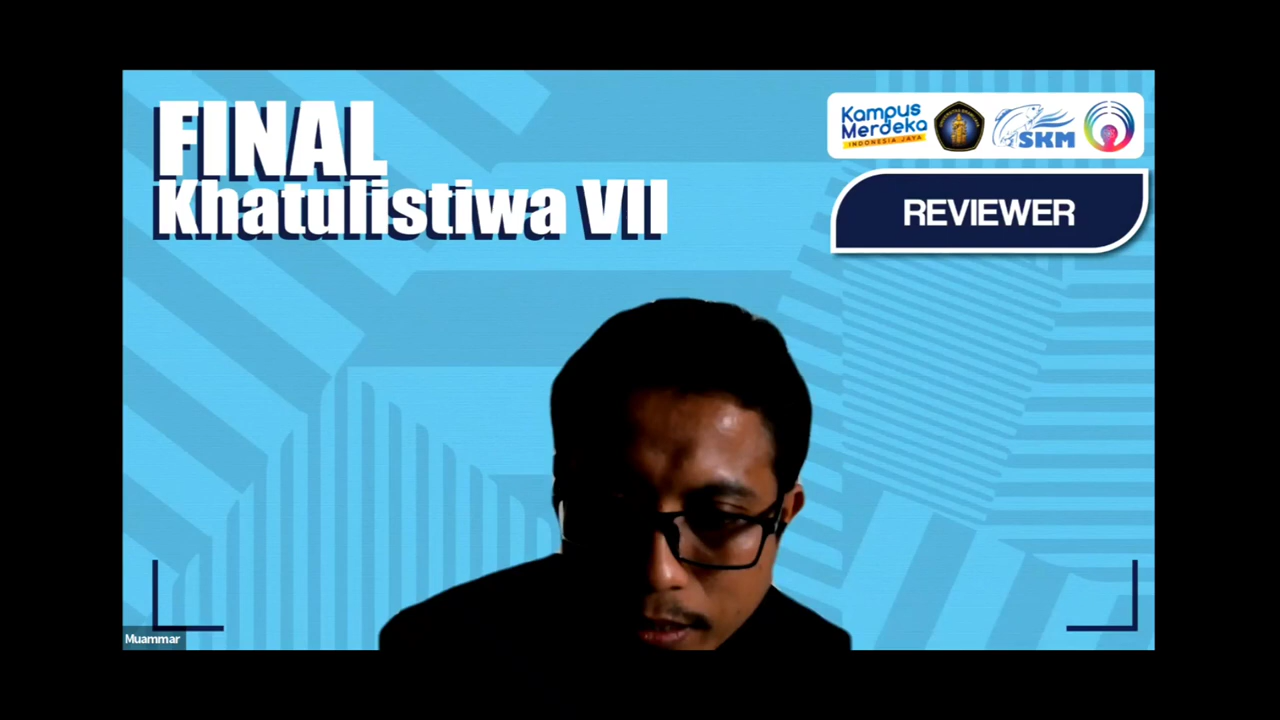 FINAL
Khatulistiwa VII
Kampus
Merdeka
INDONESIA JAYA
SKM
REVIEWER
Muammar